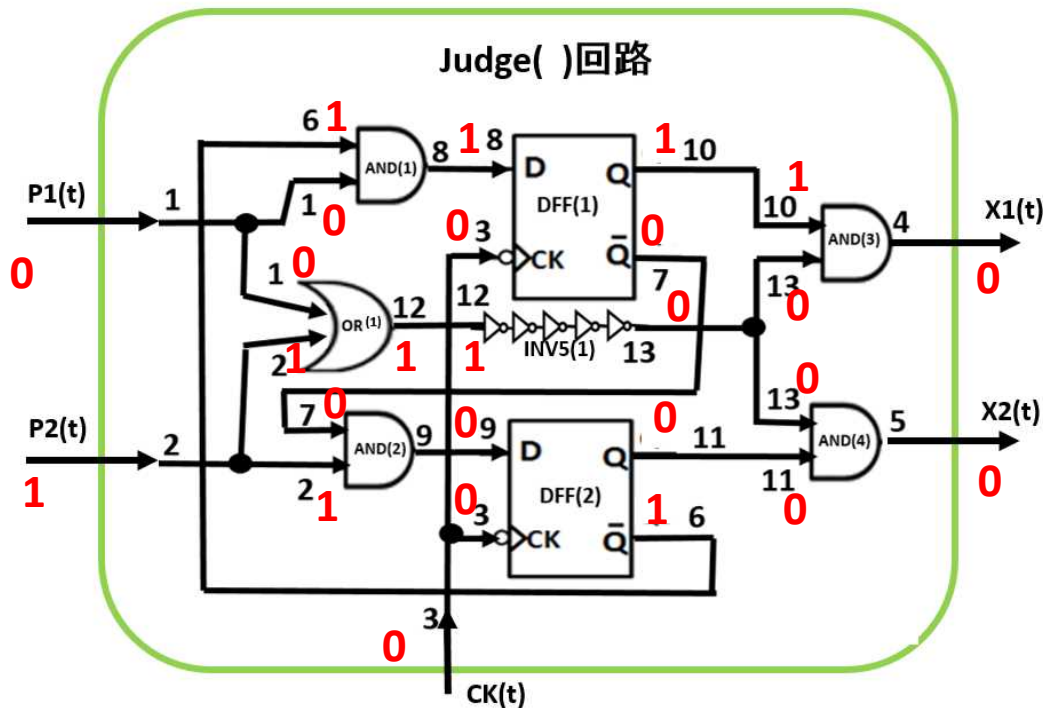 Judge( )回路
6 1
AND(1)
8 1 8
D Q
1 10
DFF(1)
1
10
P1(t)
1
1 0
0 3
CK Q̅
0
7
AND(3)
4
X1(t)
0
0
1
0
13 0
OR(1)
12
12
1
1
INV5(1)
0
13
2 1
7 0
0
13
P2(t)
2
AND(2)
9
0 9
D Q
0
11
AND(4)
5
X2(t)
1
2 1
0 3
DFF(2)
11 0
0
CK Q̅
1 6
3
0
CK(t)